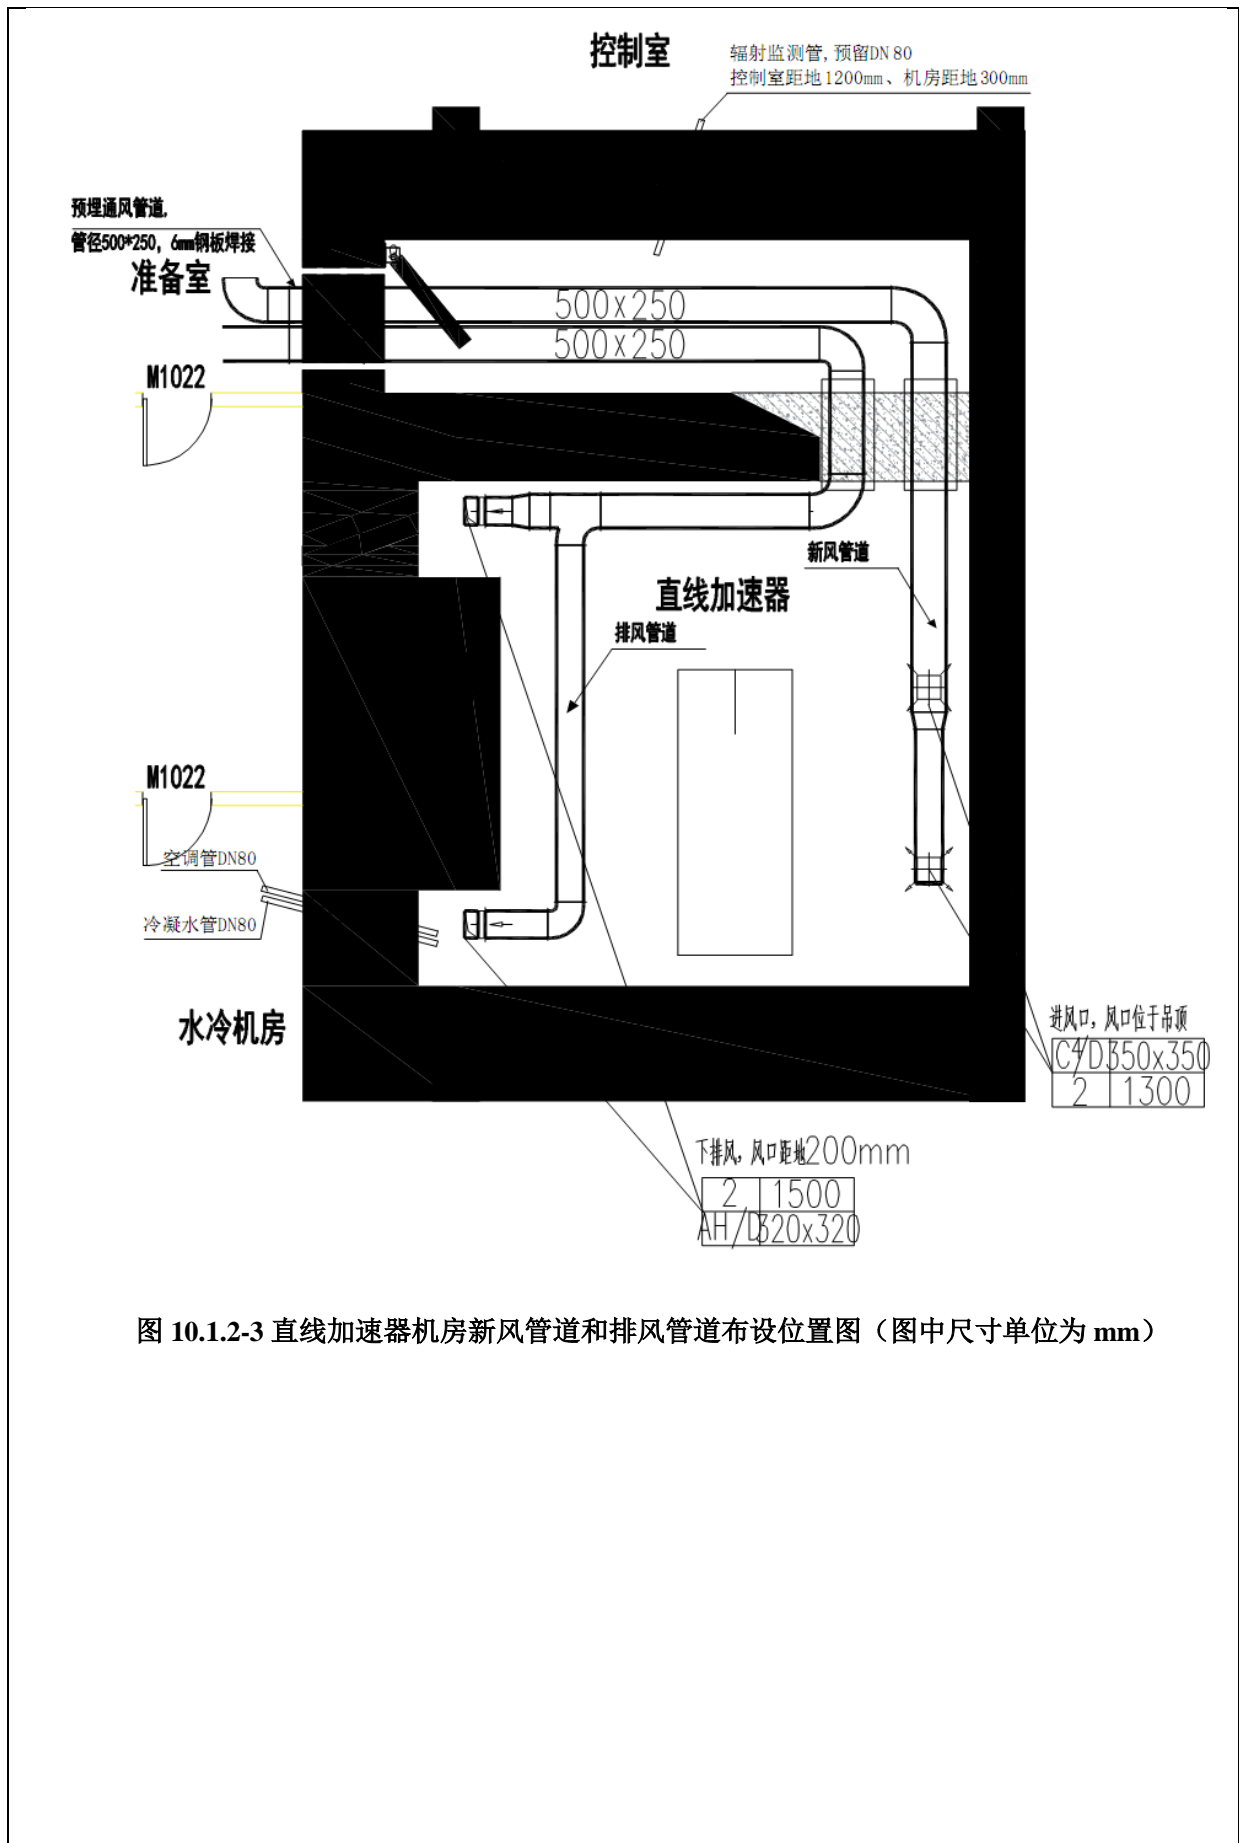 控制室
辐射监测管, 预留DN 80
控制室距地1200mm、机房距地300mm
预埋通风管道,
管径500*250, 6mm钢板焊接
准备室
500x250
500x250
M1022
新风管道
直线加速器
排风管道
M1022
空调管DN80
冷凝水管DN80
水冷机房
进风口, 风口位于吊顶
C4/D 350x350
2 1300
下排风, 风口距地200mm
2 1500
AH/D 320x320
图 10.1.2-3 直线加速器机房新风管道和排风管道布设位置图（图中尺寸单位为 mm）